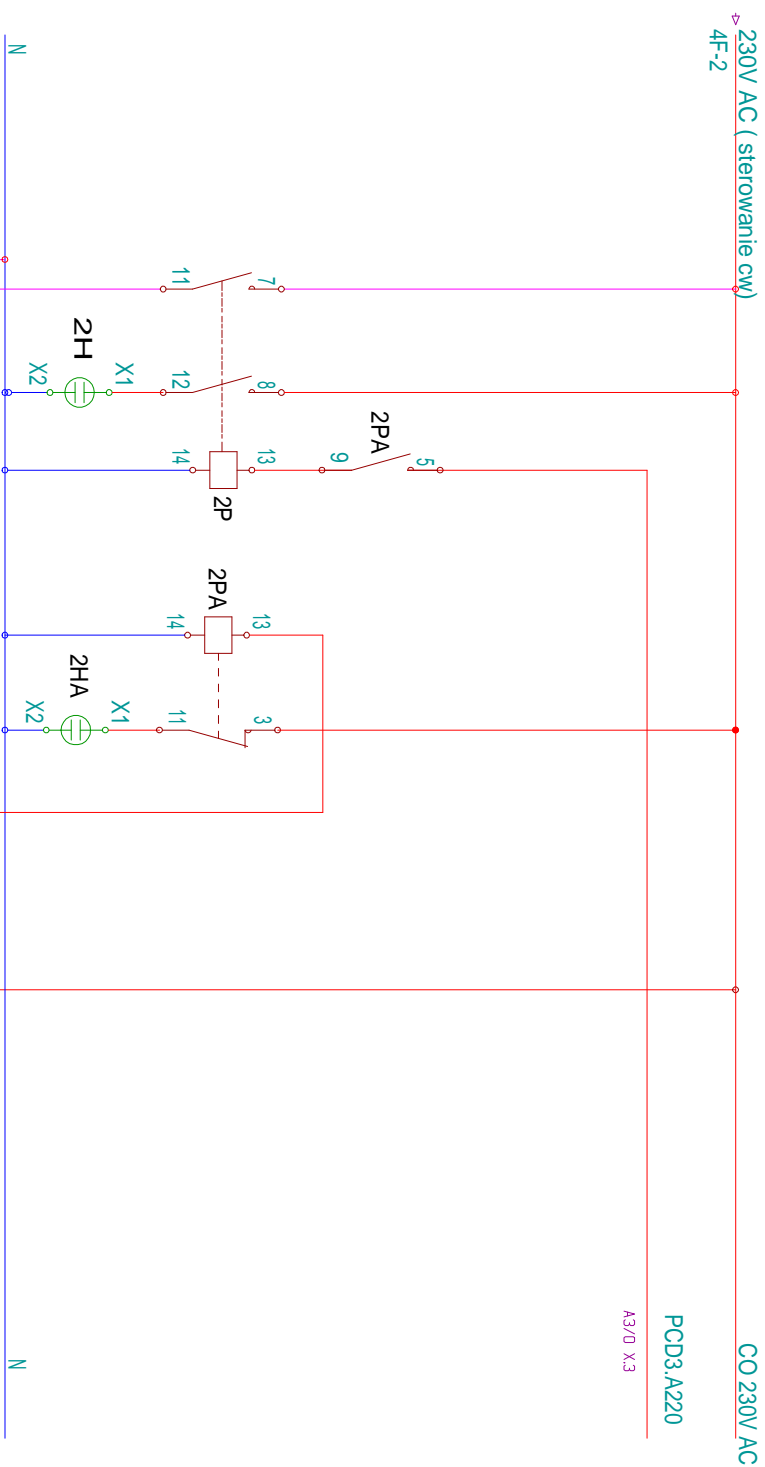 230V AC ( sterowanie cw)
4F-2
CO 230V AC
PCD3.A220
A3/0 X.3
2PA
5
9
7
8
13
11
12
14
2P
2H
X1
X2
2PA
13
14
3
11
2HA
X1
X2
N
N